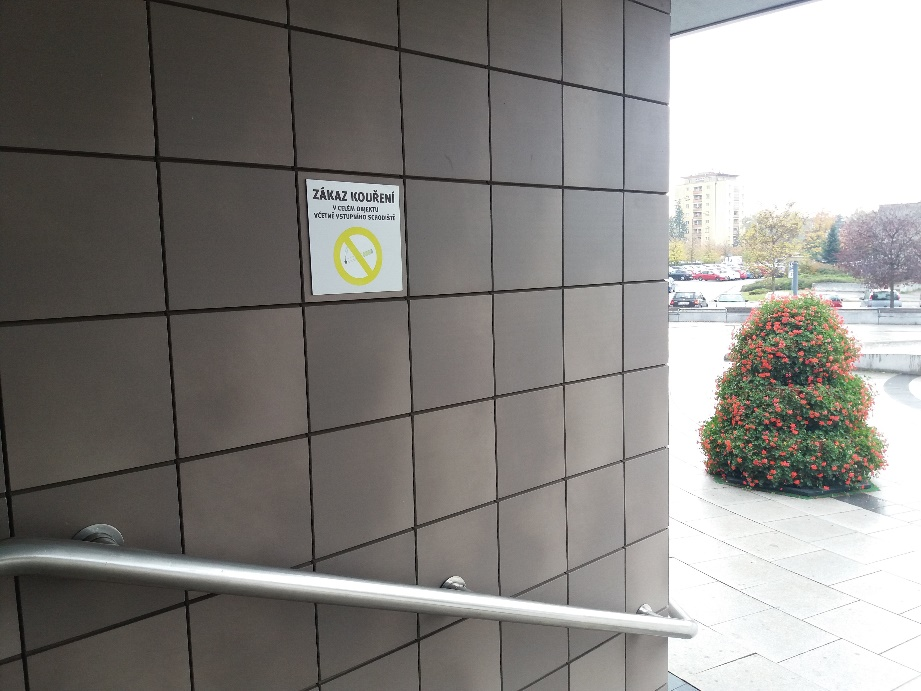 ZÁKAZ KOUŘENÍ
V CELÉM OBJEKTU
VČETNĚ VSTUPNÍHO SCHODIŠTĚ